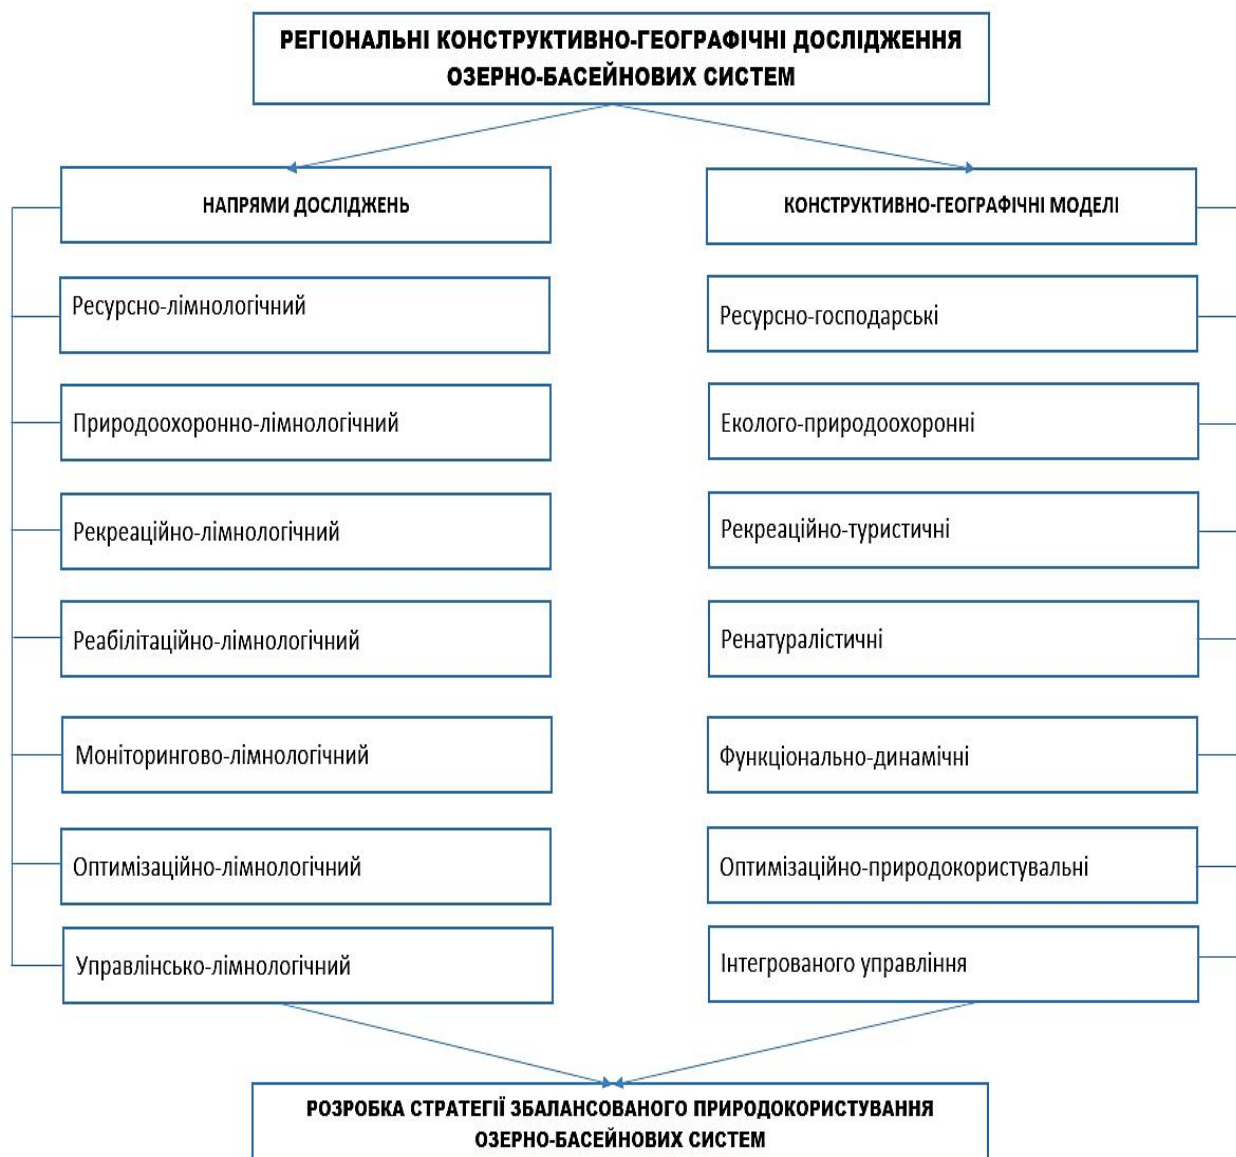 РЕГІОНАЛЬНІ КОНСТРУКТИВНО-ГЕОГРАФІЧНІ ДОСЛІДЖЕННЯ
ОЗЕРНО-БАСЕЙНОВИХ СИСТЕМ
НАПРЯМИ ДОСЛІДЖЕНЬ
Ресурсно-лімнологічний
Природоохоронно-лімнологічний
Рекреаційно-лімнологічний
Реабілітаційно-лімнологічний
Моніторингово-лімнологічний
Оптимізаційно-лімнологічний
Управлінсько-лімнологічний
КОНСТРУКТИВНО-ГЕОГРАФІЧНІ МОДЕЛІ
Ресурсно-господарські
Еколого-природоохоронні
Рекреаційно-туристичні
Ренатуралістичні
Функціонально-динамічні
Оптимізаційно-природокористувальні
Інтегрованого управління
РОЗРОБКА СТРАТЕГІЇ ЗБАЛАНСОВАНОГО ПРИРОДОКОРИСТУВАННЯ
ОЗЕРНО-БАСЕЙНОВИХ СИСТЕМ